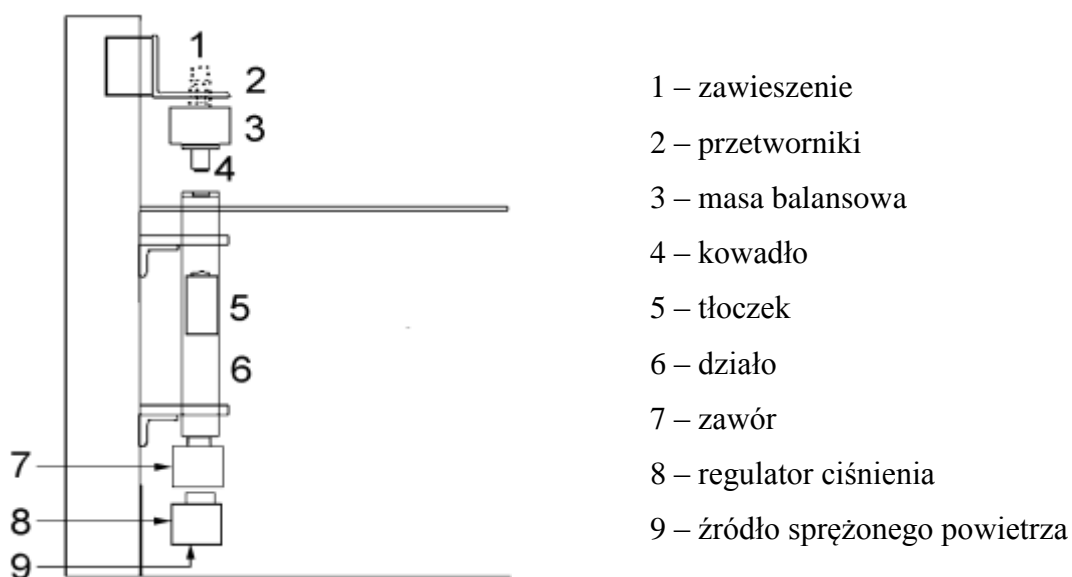 1
2
3
4
5
6
7
8
9
1 – zawieszenie
2 – przetworniki
3 – masa balansowa
4 – kowadło
5 – tłoczek
6 – działo
7 – zawór
8 – regulator ciśnienia
9 – źródło sprężonego powietrza